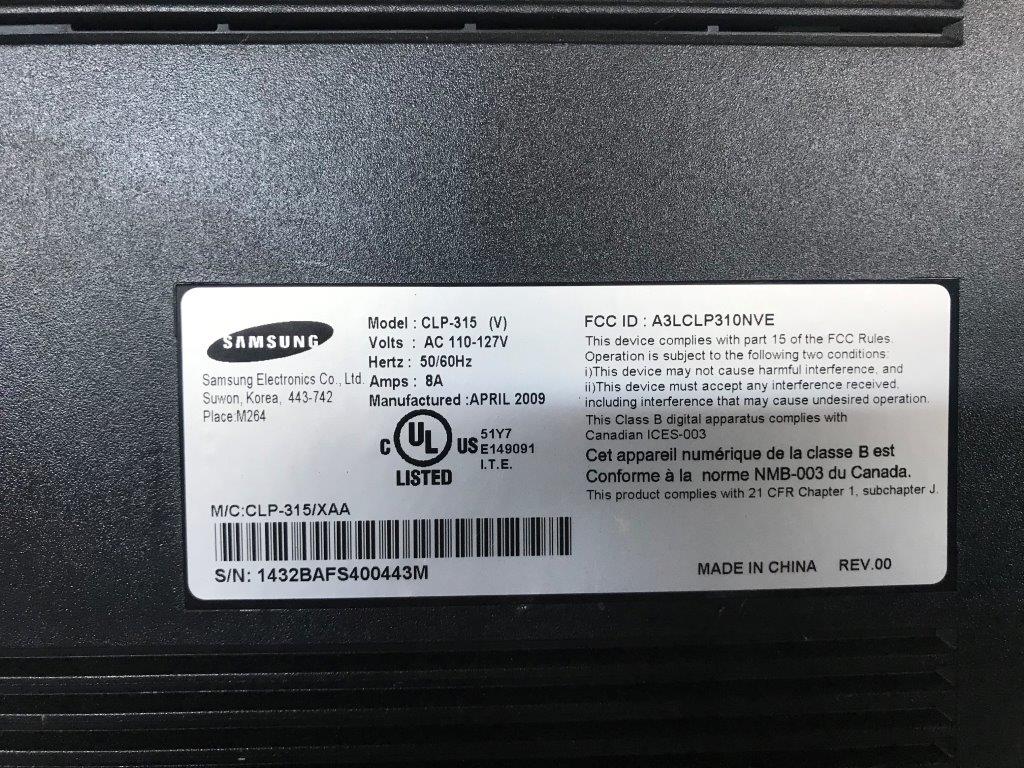 SAMSUNG
Samsung Electronics Co., Ltd.
Suwon, Korea, 443-742
Place:M264
Model : CLP-315 (V)
Volts : AC 110-127V
Hertz : 50/60Hz
Amps : 8A
Manufactured :APRIL 2009
C UL US
LISTED
51Y7
E149091
I.T.E.
M/C:CLP-315/XAA
S/N: 1432BAFS400443M
FCC ID : A3LCLP310NVE
This device complies with part 15 of the FCC Rules.
Operation is subject to the following two conditions:
i)This device may not cause harmful interference, and
ii)This device must accept any interference received,
including interference that may cause undesired operation.
This Class B digital apparatus complies with
Canadian ICES-003
Cet appareil numérique de la classe B est
Conforme à la norme NMB-003 du Canada.
This product complies with 21 CFR Chapter 1, subchapter J.
MADE IN CHINA REV.00